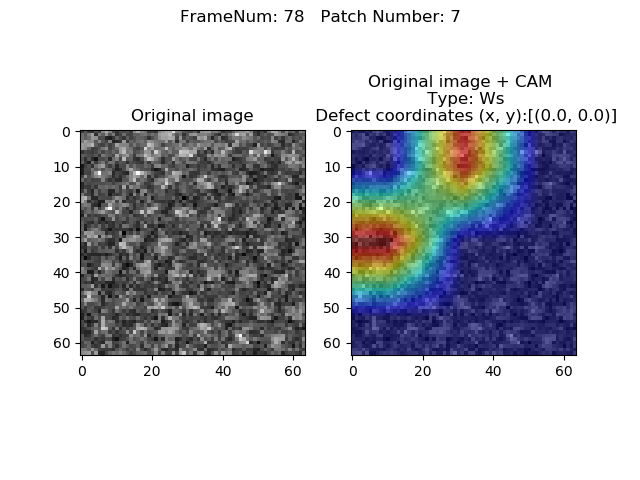 FrameNum: 78   Patch Number: 7
Original image
Original image + CAM
Type: Ws
Defect coordinates (x, y):[(0.0, 0.0)]
0
10
20
30
40
50
60
0 20 40 60
0
10
20
30
40
50
60
0 20 40 60